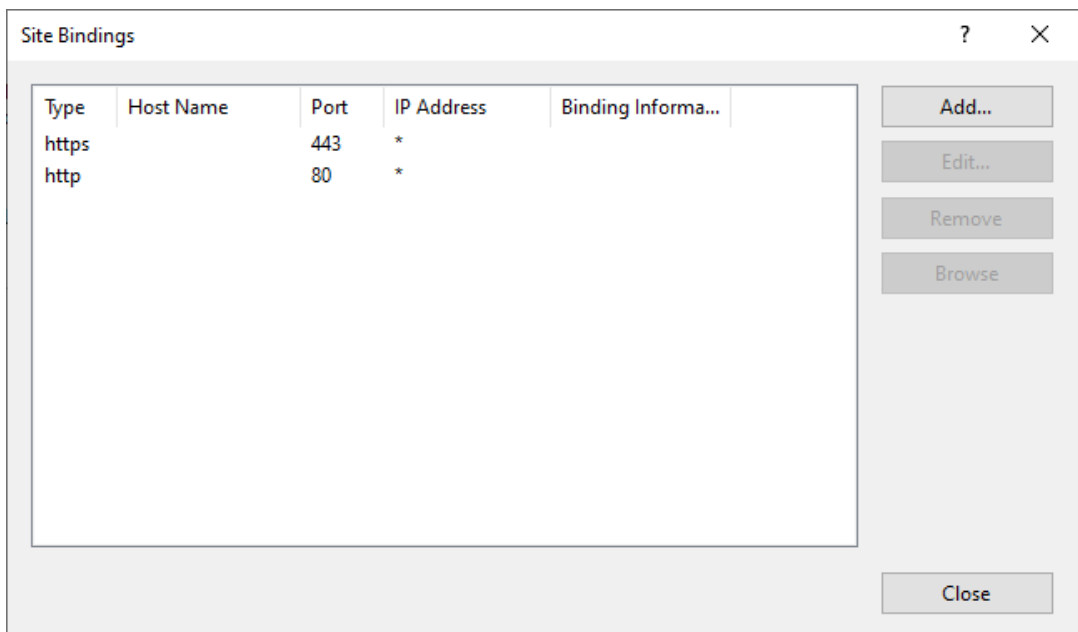 Site Bindings
? X
Type Host Name Port IP Address Binding Informa...
https 443 *
http 80 *
Add...
Edit...
Remove
Browse
Close